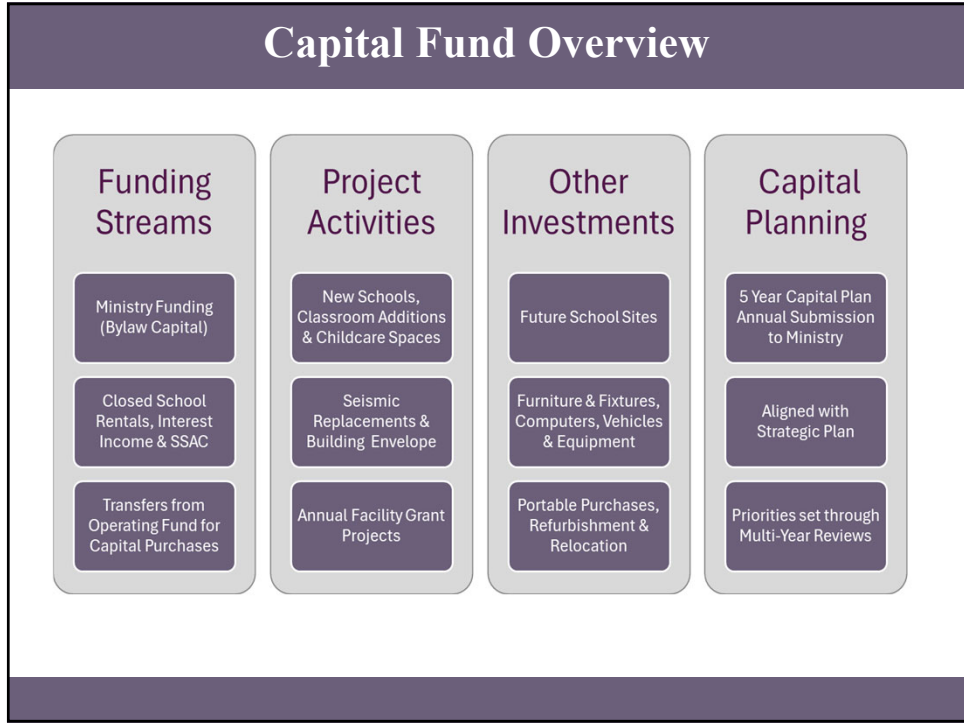 Capital Fund Overview
Funding
Streams
Ministry Funding
(Bylaw Capital)
Closed School
Rentals, Interest
Income & SSAC
Transfers from
Operating Fund for
Capital Purchases
Project
Activities
New Schools,
Classroom Additions
& Childcare Spaces
Seismic
Replacements &
Building Envelope
Annual Facility Grant
Projects
Other
Investments
Future School Sites
Furniture & Fixtures,
Computers, Vehicles
& Equipment
Portable Purchases,
Refurbishment &
Relocation
Capital
Planning
5 Year Capital Plan
Annual Submission
to Ministry
Aligned with
Strategic Plan
Priorities set through
Multi-Year Reviews